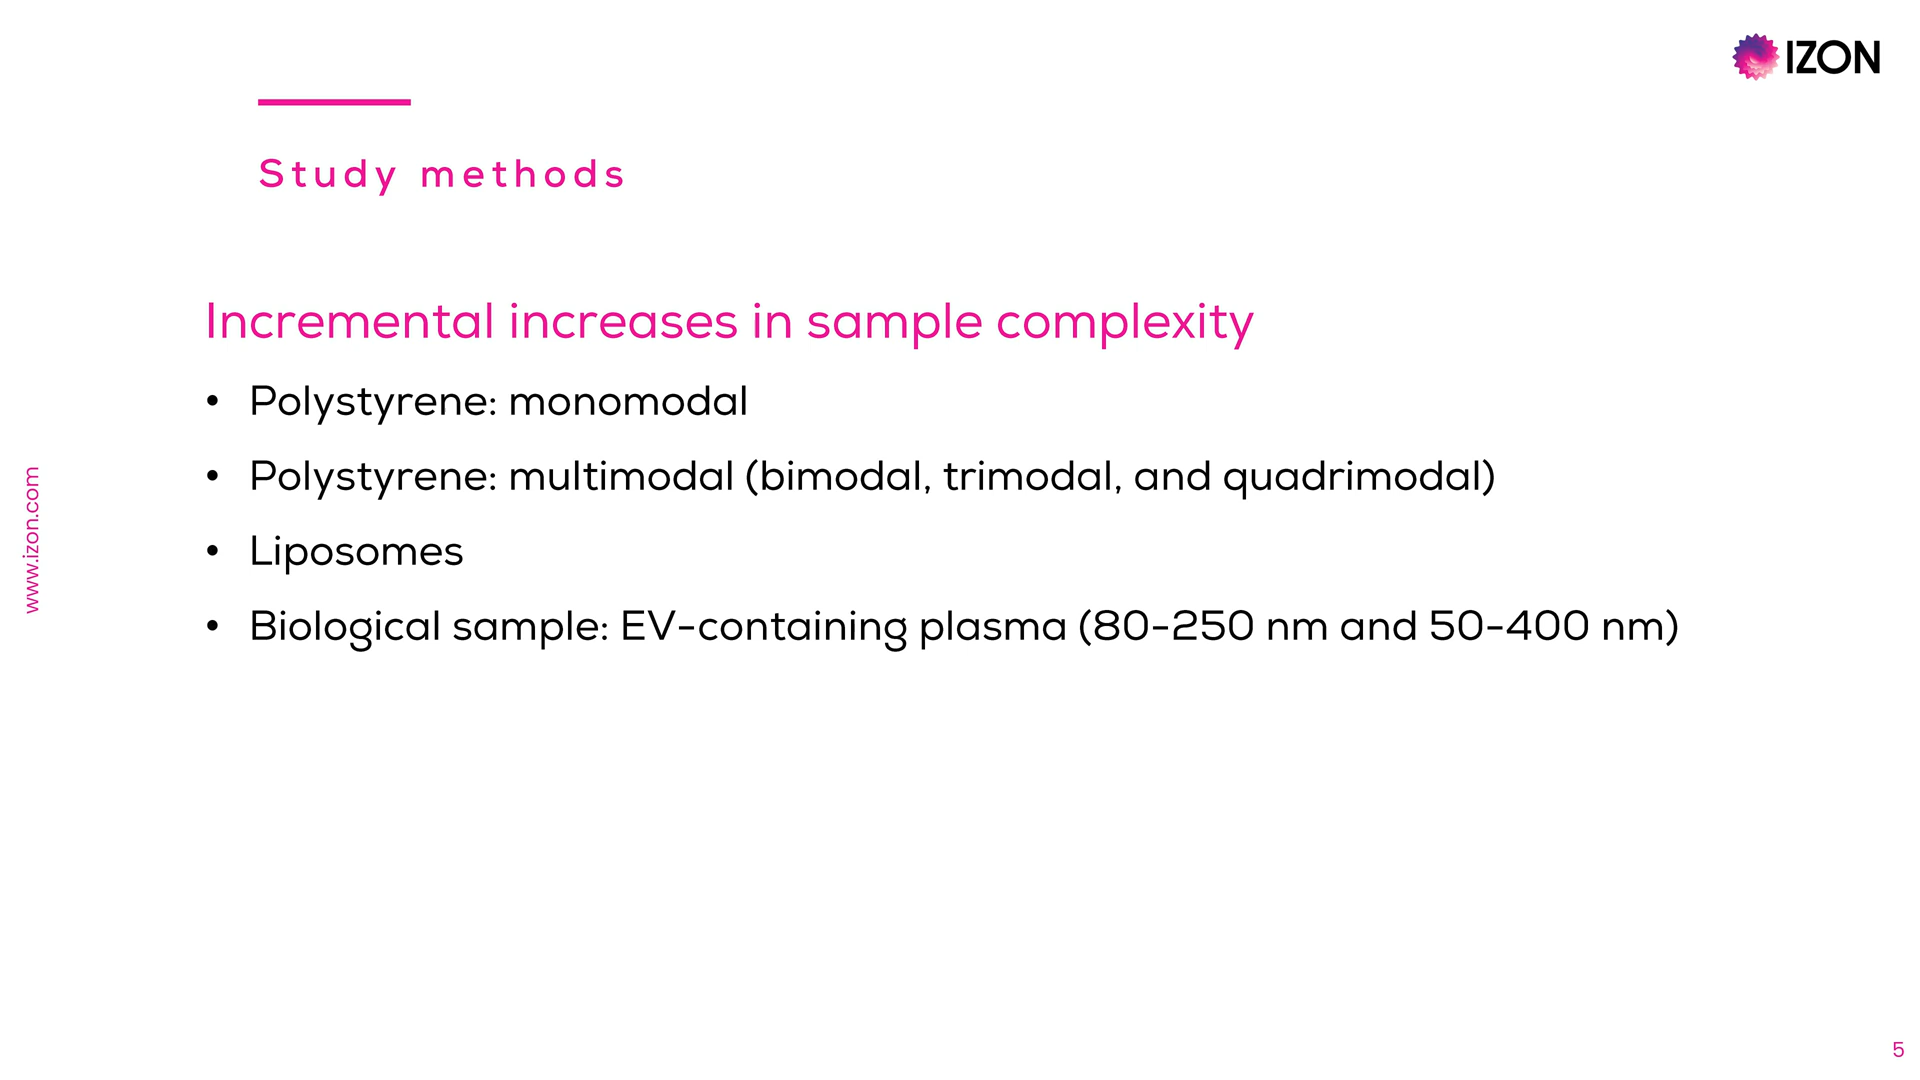 IZON
Study methods
Incremental increases in sample complexity
• Polystyrene: monomodal
• Polystyrene: multimodal (bimodal, trimodal, and quadrimodal)
• Liposomes
• Biological sample: EV-containing plasma (80-250 nm and 50-400 nm)
www.izon.com
5